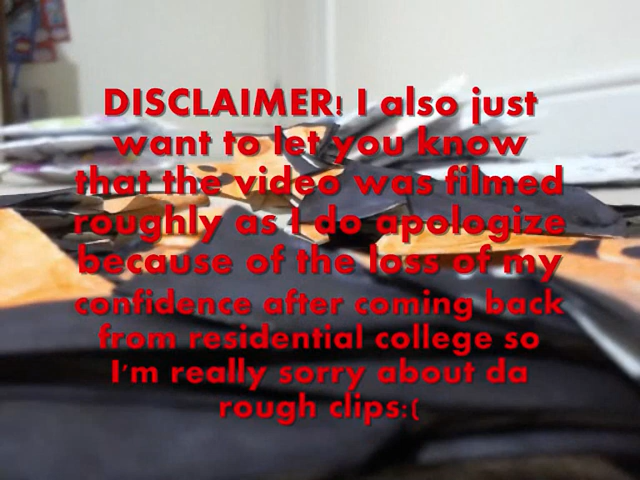 DISCLAIMER! I also just
want to let you know
that the video was filmed
roughly as I do apologize
because of the loss of my
confidence after coming back
from residential college so
I'm really sorry about da
rough clips:(